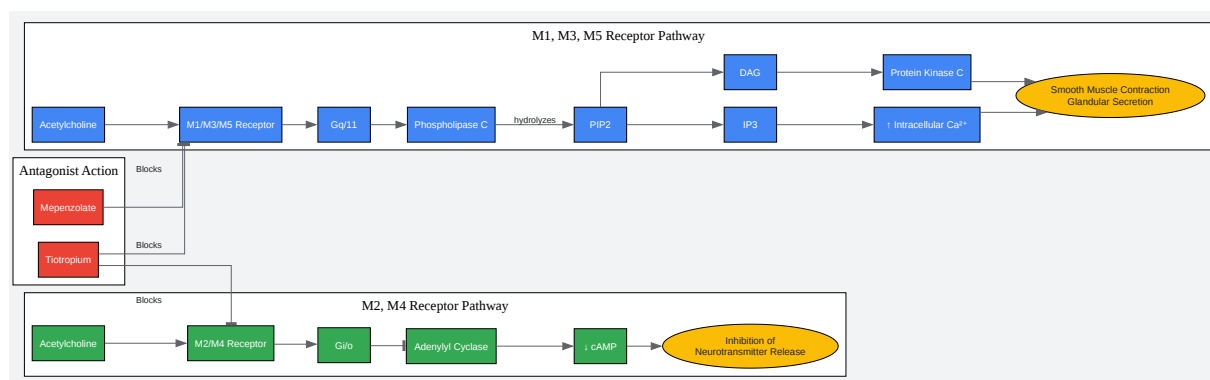 M1, M3, M5 Receptor Pathway
DAG
Protein Kinase C
Smooth Muscle Contraction
Glandular Secretion
Acetylcholine
M1/M3/M5 Receptor
Gq/11
Phospholipase C
hydrolyzes
PIP2
IP3
↑ Intracellular Ca²⁺
Antagonist Action
Blocks
Mepenzolate
Blocks
Tiotropium
Blocks
M2, M4 Receptor Pathway
Acetylcholine
M2/M4 Receptor
Gi/o
Adenylyl Cyclase
↓ cAMP
Inhibition of
Neurotransmitter Release